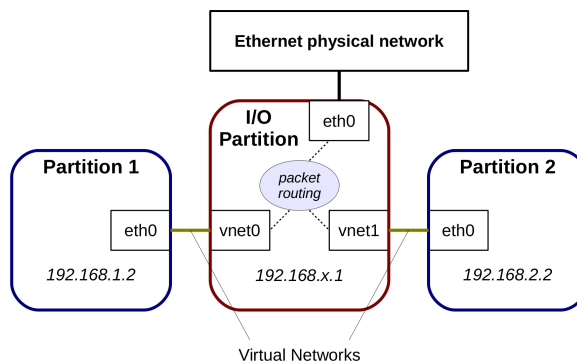 Ethernet physical network
I/O
Partition
eth0
Partition 1
Partition 2
packet
routing
eth0
vnet0
vnet1
eth0
192.168.1.2
192.168.x.1
192.168.2.2
Virtual Networks